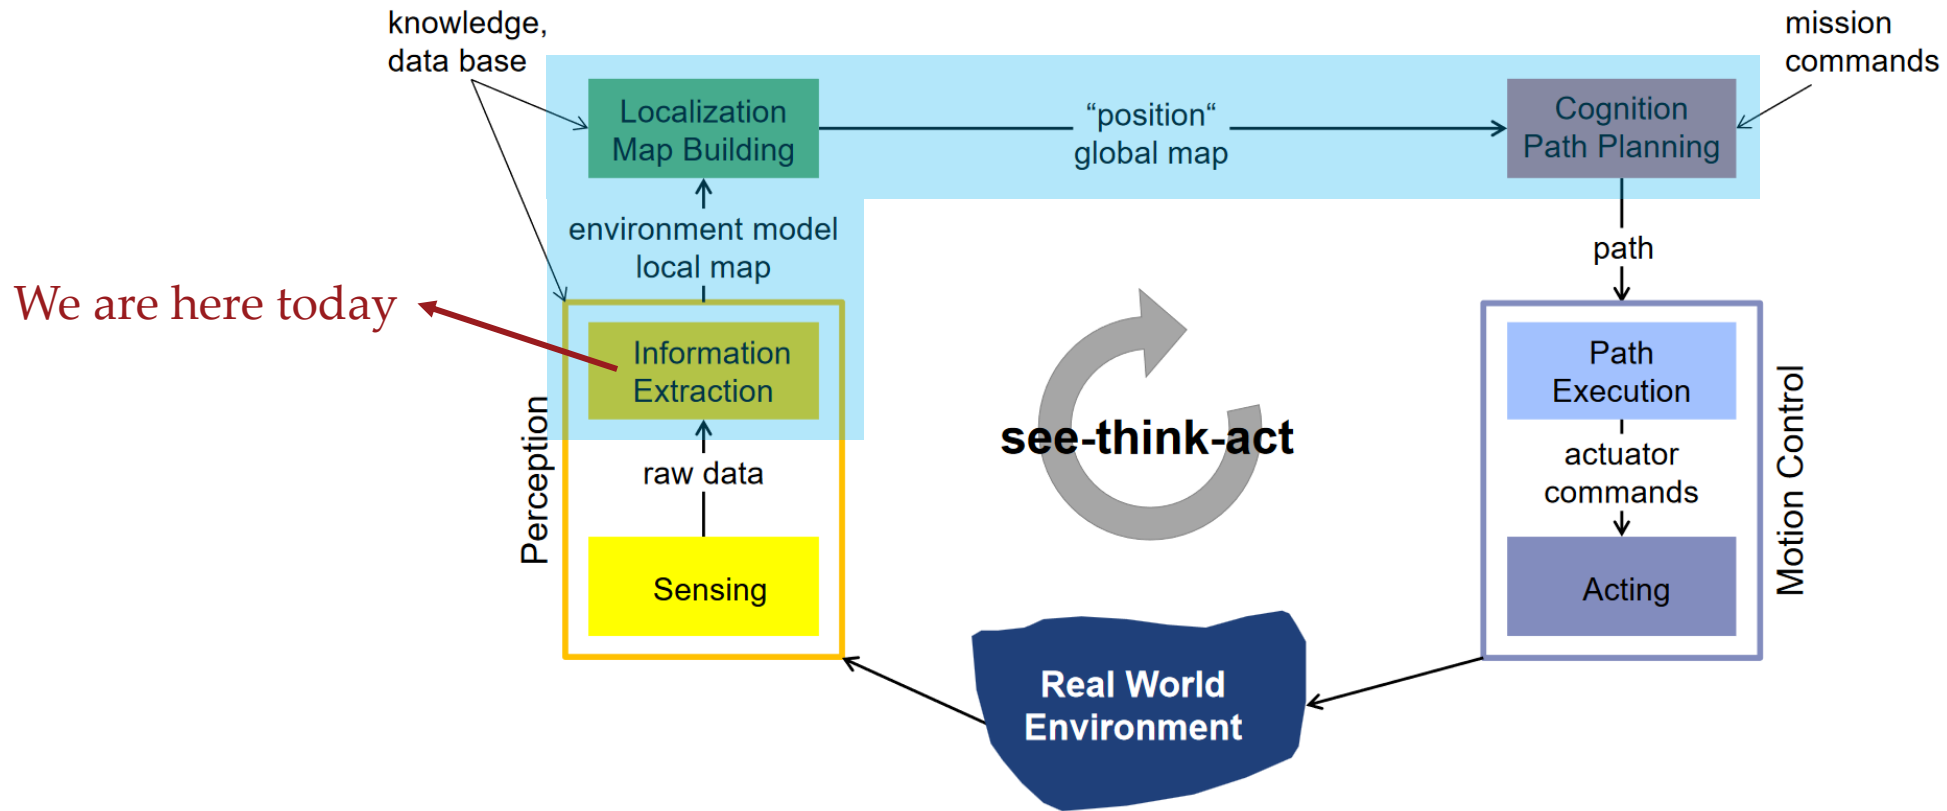 knowledge,
data base
mission
commands
Localization
Map Building
“position“
global map
Cognition
Path Planning
environment model
local map
path
We are here today
Information
Extraction
Path
Execution
see-think-act
Perception
raw data
actuator
commands
Motion Control
Sensing
Acting
Real World
Environment